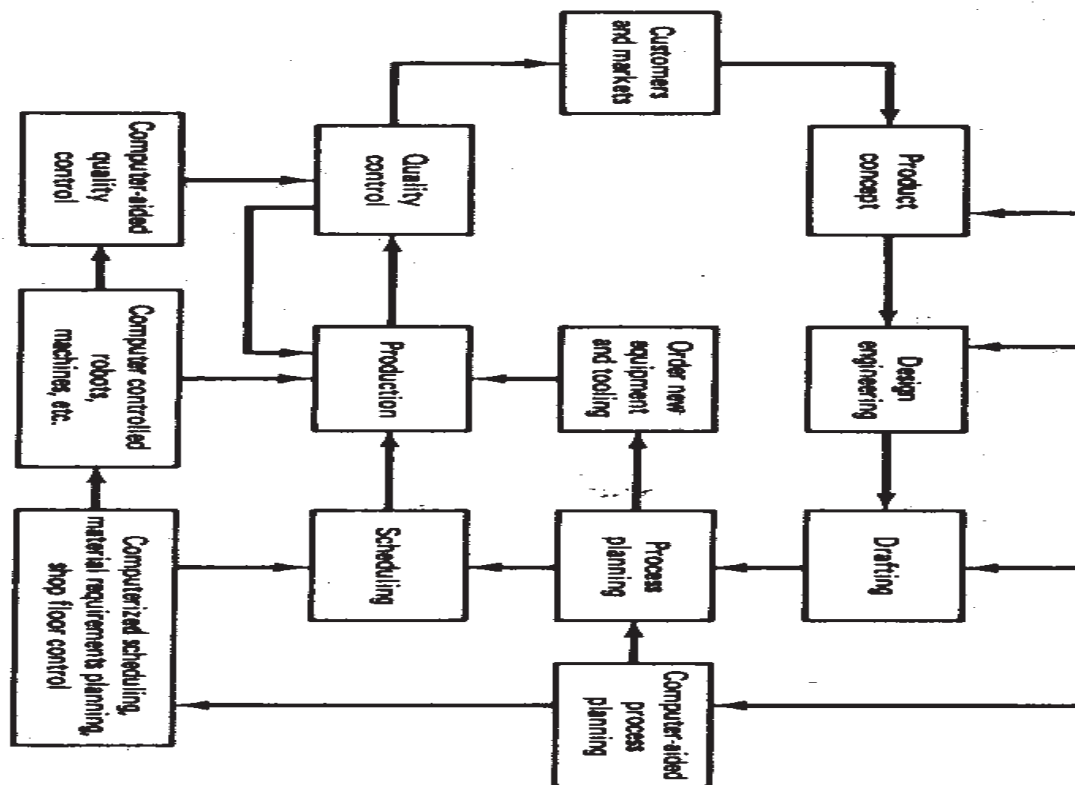 Customers
and markets
Product
concept
Design
engineering
Drafting
Quality
control
Production
Order new
equipment
and tooling
Scheduling
Process
planning
Computer-aided
process
planning
Computer-aided
quality
control
Computer controlled
robots,
machines, etc.
Computerized scheduling,
material requirements planning,
shop floor control